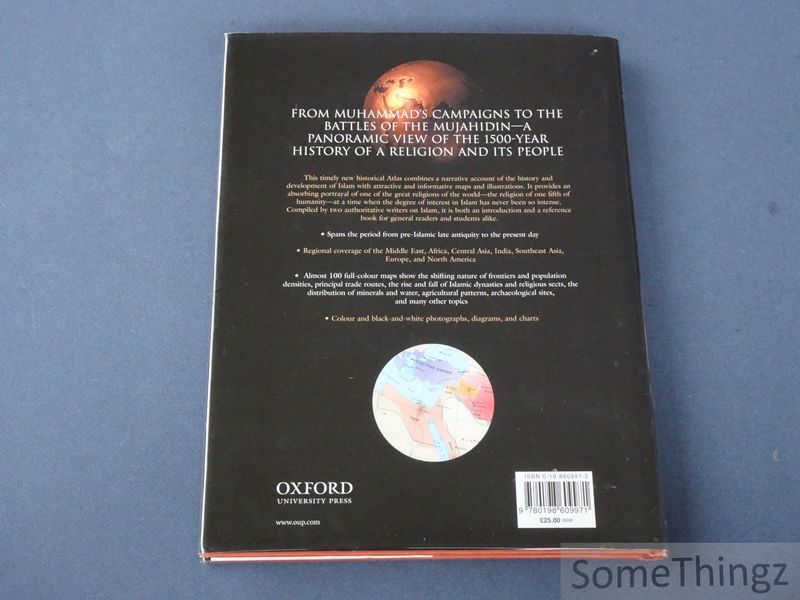 FROM MUHAMMAD'S CAMPAIGNS TO THE
BATTLES OF THE MUJAHIDIN—A
PANORAMIC VIEW OF THE 1500-YEAR
HISTORY OF A RELIGION AND ITS PEOPLE
This timely new historical Atlas combines a narrative account of the history and
development of Islam with attractive and informative maps and illustrations. It provides an
absorbing portrayal of one of the great religions of the world—the religion of one fifth of
humanity—at a time when the degree of interest in Islam has never been so intense.
Compiled by two authoritative writers on Islam, it is both an introduction and a reference
book for general readers and students alike.
• Spans the period from pre-Islamic late antiquity to the present day
• Regional coverage of the Middle East, Africa, Central Asia, India, Southeast Asia,
Europe, and North America
• Almost 100 full-colour maps show the shifting nature of frontiers and population
densities, principal trade routes, the rise and fall of Islamic dynasties and religious sects, the
distribution of minerals and water, agricultural patterns, archaeological sites,
and many other topics
• Colour and black-and-white photographs, diagrams, and charts
BYZANTINE EMPIRE
OXFORD
UNIVERSITY PRESS
www.oup.com
ISBN 0-19-860997-3
9 780198 609971
£25.00 RRP
SomeThingz